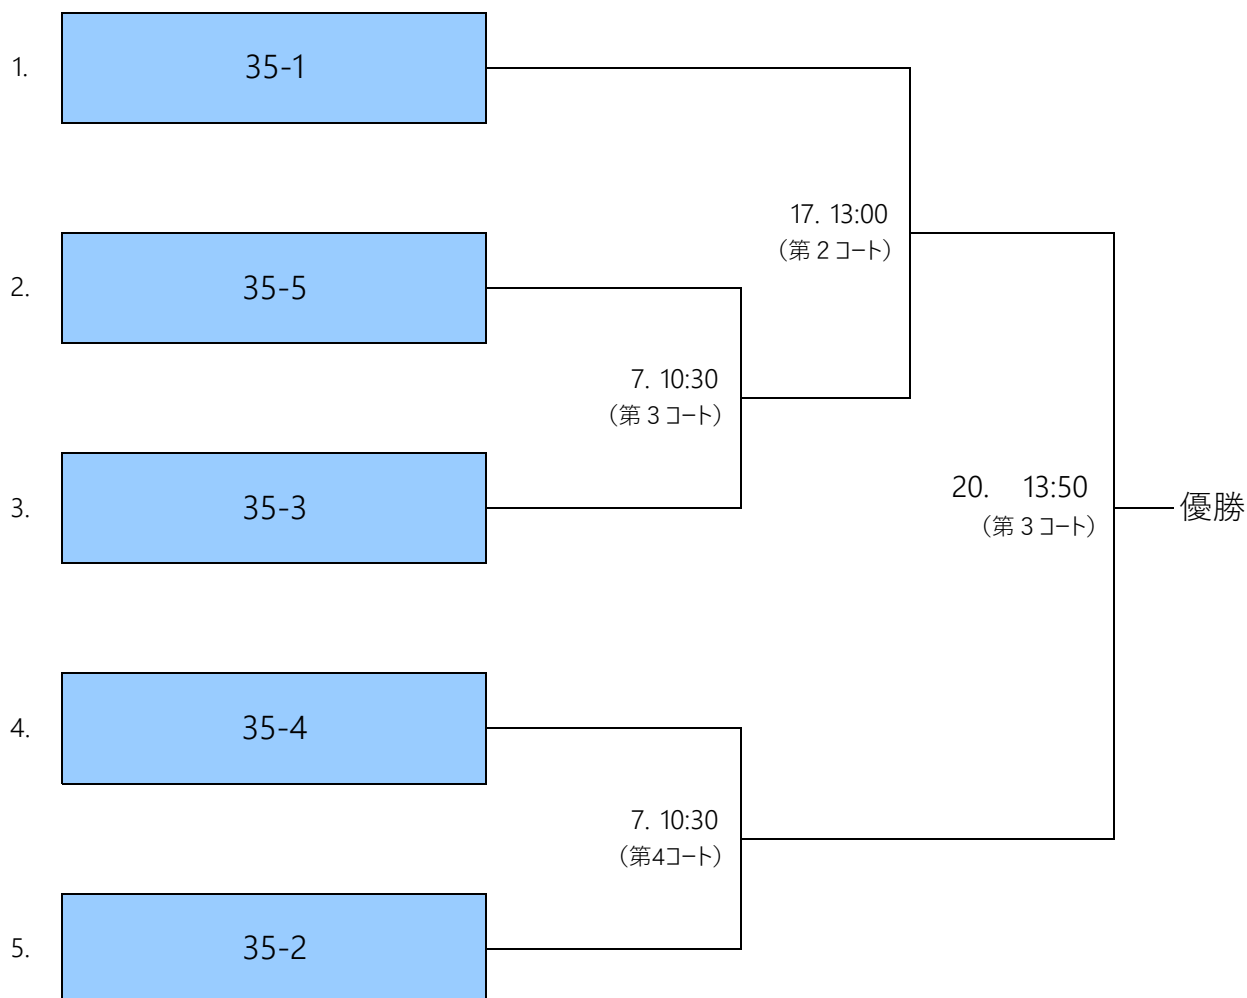 1.
35-1
17. 13:00
（第２コート）
2.
35-5
7. 10:30
（第３コート）
3.
35-3
20. 13:50
（第３コート）
優勝
4.
35-4
7. 10:30
（第4コート）
5.
35-2